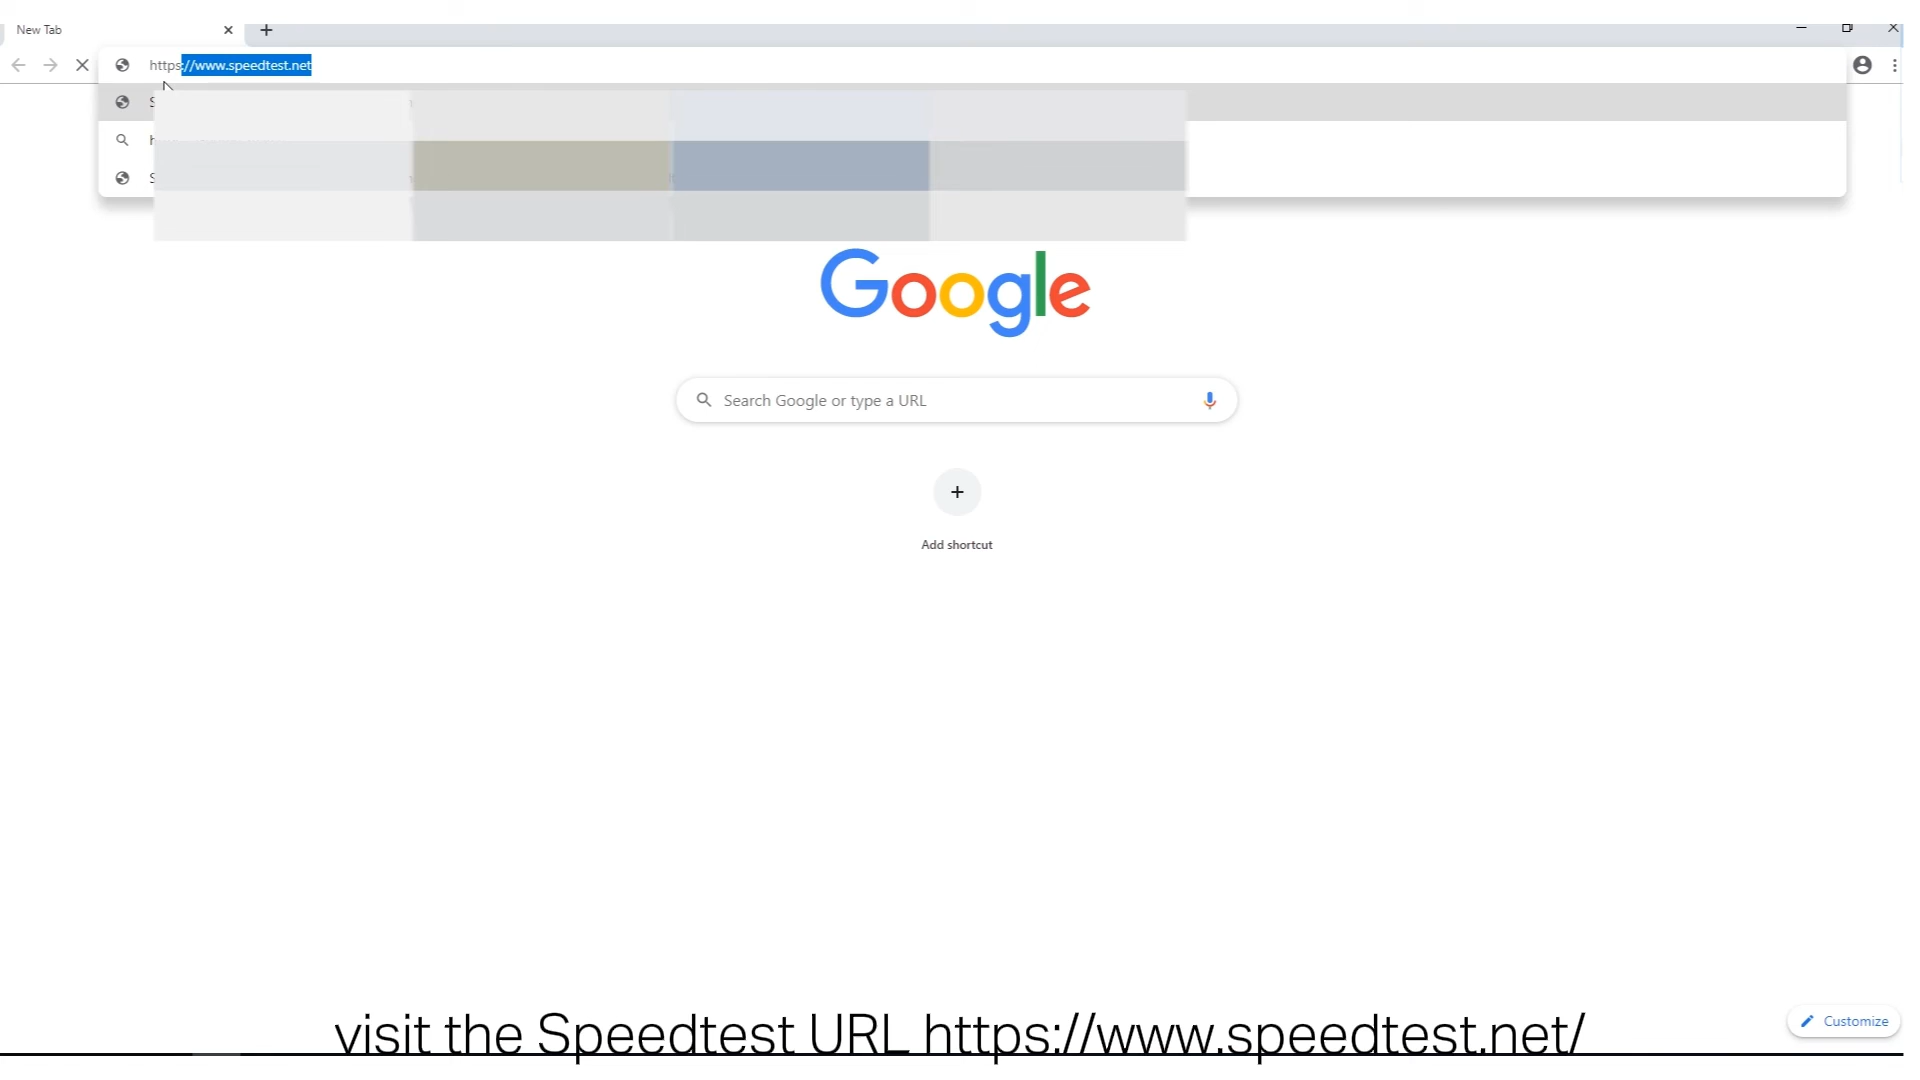 New Tab
https://www.speedtest.net
Google
Search Google or type a URL
Add shortcut
Customize
visit the Speedtest URL https://www.speedtest.net/